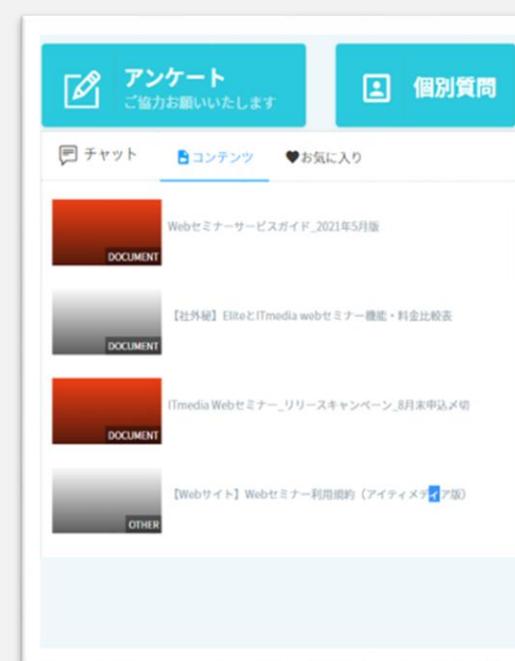 アンケート
ご協力お願いいたします
個別質問
チャット
コンテンツ
お気に入り
Webセミナーサービスガイド_2021年5月版
DOCUMENT
【社外秘】EliteとITmedia webセミナー機能・料金比較表
DOCUMENT
ITmedia Webセミナー_リリースキャンペーン_8月末申込〆切
DOCUMENT
【Webサイト】Webセミナー利用規約（アイティメディア版）
OTHER